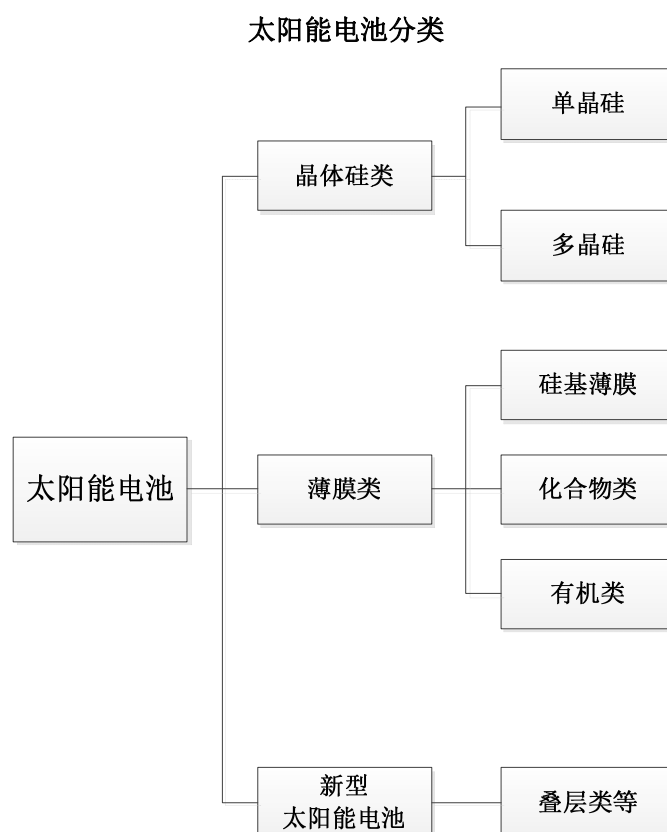 太阳能电池分类
单晶硅
晶体硅类
多晶硅
硅基薄膜
太阳能电池
薄膜类
化合物类
有机类
新型
太阳能电池
叠层类等